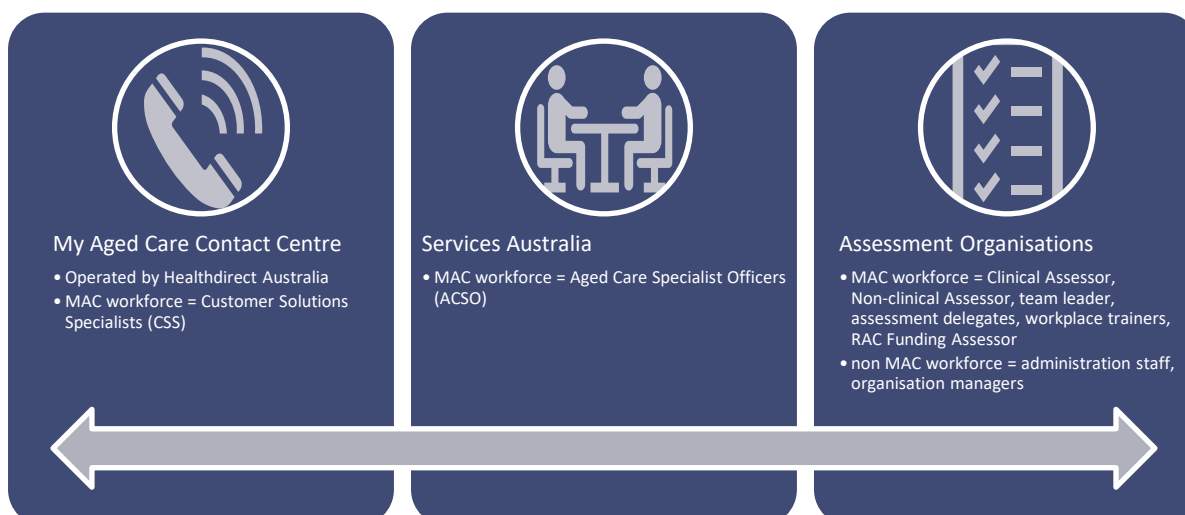 My Aged Care Contact Centre
• Operated by Healthdirect Australia
• MAC workforce = Customer Solutions
Specialists (CSS)
Services Australia
• MAC workforce = Aged Care Specialist Officers
(ACSO)
Assessment Organisations
• MAC workforce = Clinical Assessor,
Non-clinical Assessor, team leader,
assessment delegates, workplace trainers,
RAC Funding Assessor
• non MAC workforce = administration staff,
organisation managers